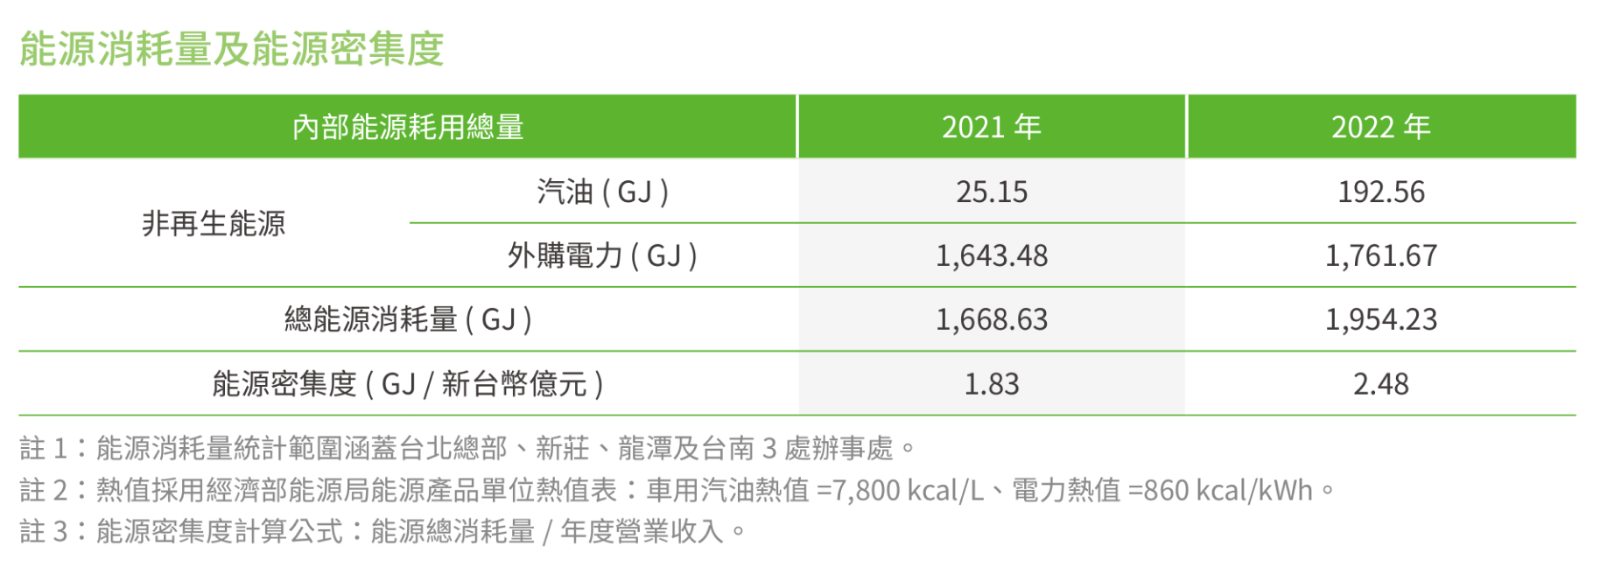 能源消耗量及能源密集度
內部能源耗用總量 2021 年 2022 年
非再生能源 汽油 ( GJ ) 25.15 192.56
外購電力 ( GJ ) 1,643.48 1,761.67
總能源消耗量 ( GJ ) 1,668.63 1,954.23
能源密集度 ( GJ / 新台幣億元 ) 1.83 2.48
註 1：能源消耗量統計範圍涵蓋台北總部、新莊、龍潭及台南 3 處辦事處。
註 2：熱值採用經濟部能源局能源產品單位熱值表：車用汽油熱值 =7,800 kcal/L、電力熱值 =860 kcal/kWh。
註 3：能源密集度計算公式：能源總消耗量 / 年度營業收入。